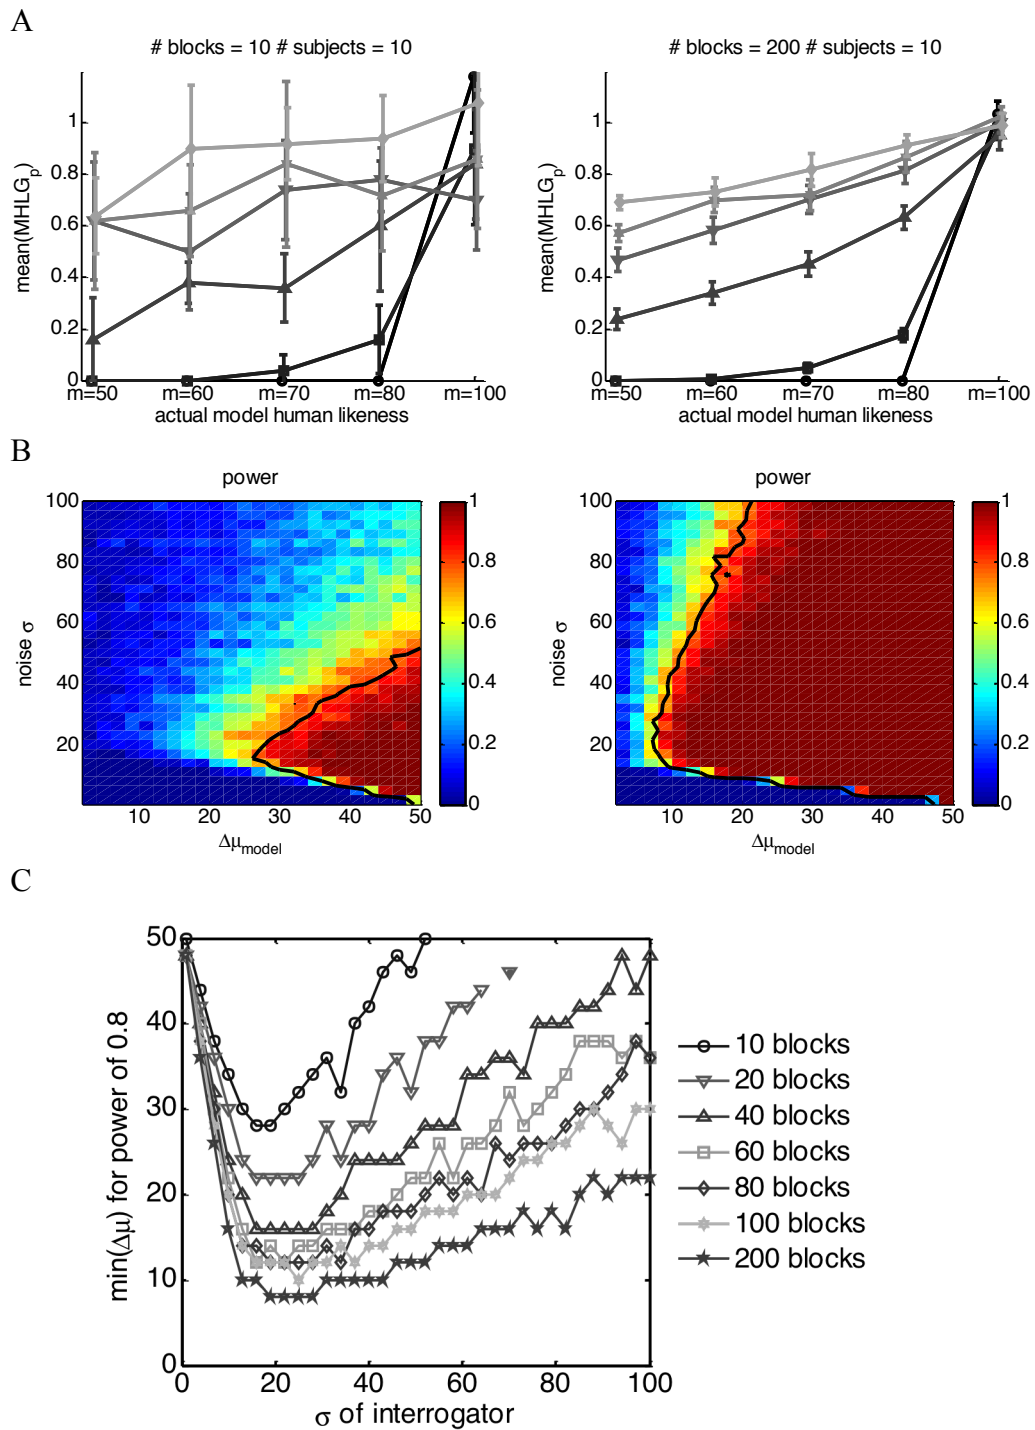 A
# blocks = 10 # subjects = 10
# blocks = 200 # subjects = 10
mean(MHLGp)
1
0.8
0.6
0.4
0.2
0
m=50 m=60 m=70 m=80 m=100
actual model human likeness
mean(MHLGp)
1
0.8
0.6
0.4
0.2
0
m=50 m=60 m=70 m=80 m=100
actual model human likeness
B
power
noise σ
100
80
60
40
20
10 20 30 40 50
Δμmodel
1
0.8
0.6
0.4
0.2
0
power
noise σ
100
80
60
40
20
10 20 30 40 50
Δμmodel
1
0.8
0.6
0.4
0.2
0
C
min(Δμ) for power of 0.8
50
40
30
20
10
0
0 20 40 60 80 100
σ of interrogator
10 blocks
20 blocks
40 blocks
60 blocks
80 blocks
100 blocks
200 blocks